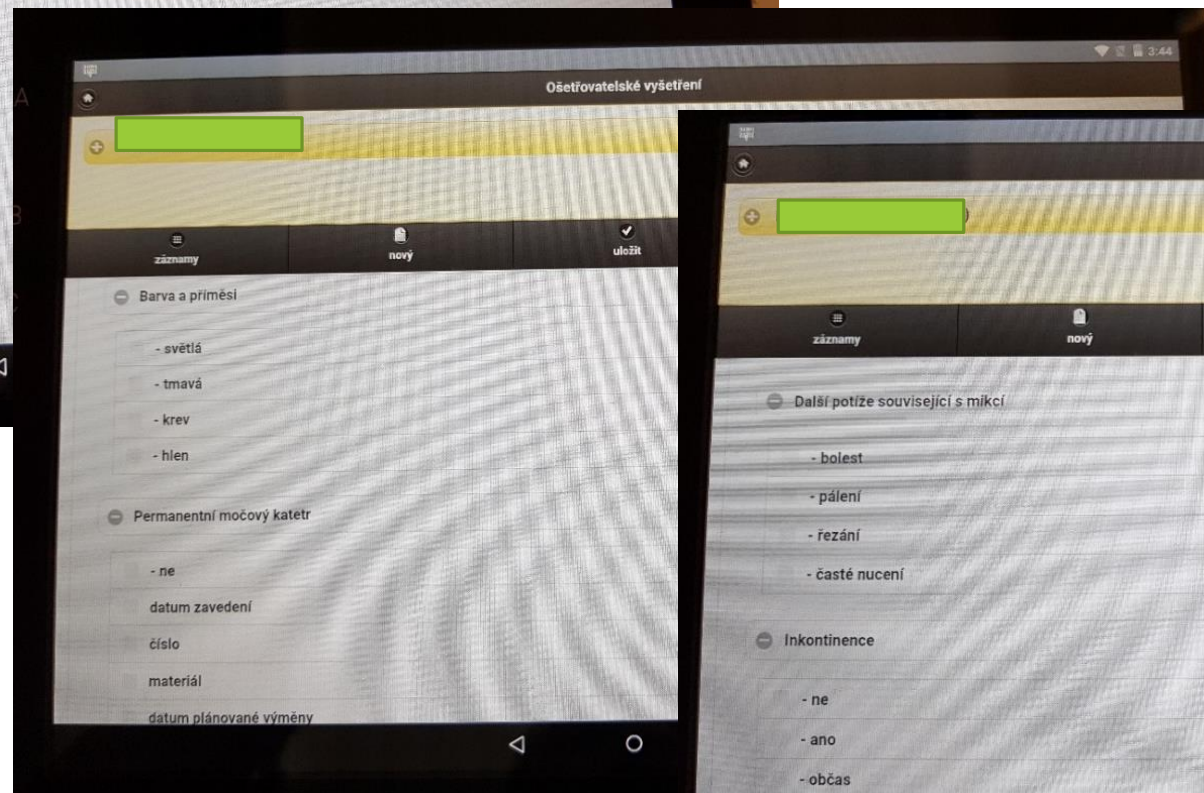 A
B
C
3:44
Ošetřovatelské vyšetření
záznamy
nový
uložit
Barva a příměsi
- světlá
- tmavá
- krev
- hlen
Permanentní močový katetr
- ne
datum zavedení
číslo
materiál
datum plánované výměny
záznamy
nový
Další potíže související s mikcí
- bolest
- pálení
- řezání
- časté nucení
Inkontinence
- ne
- ano
- občas